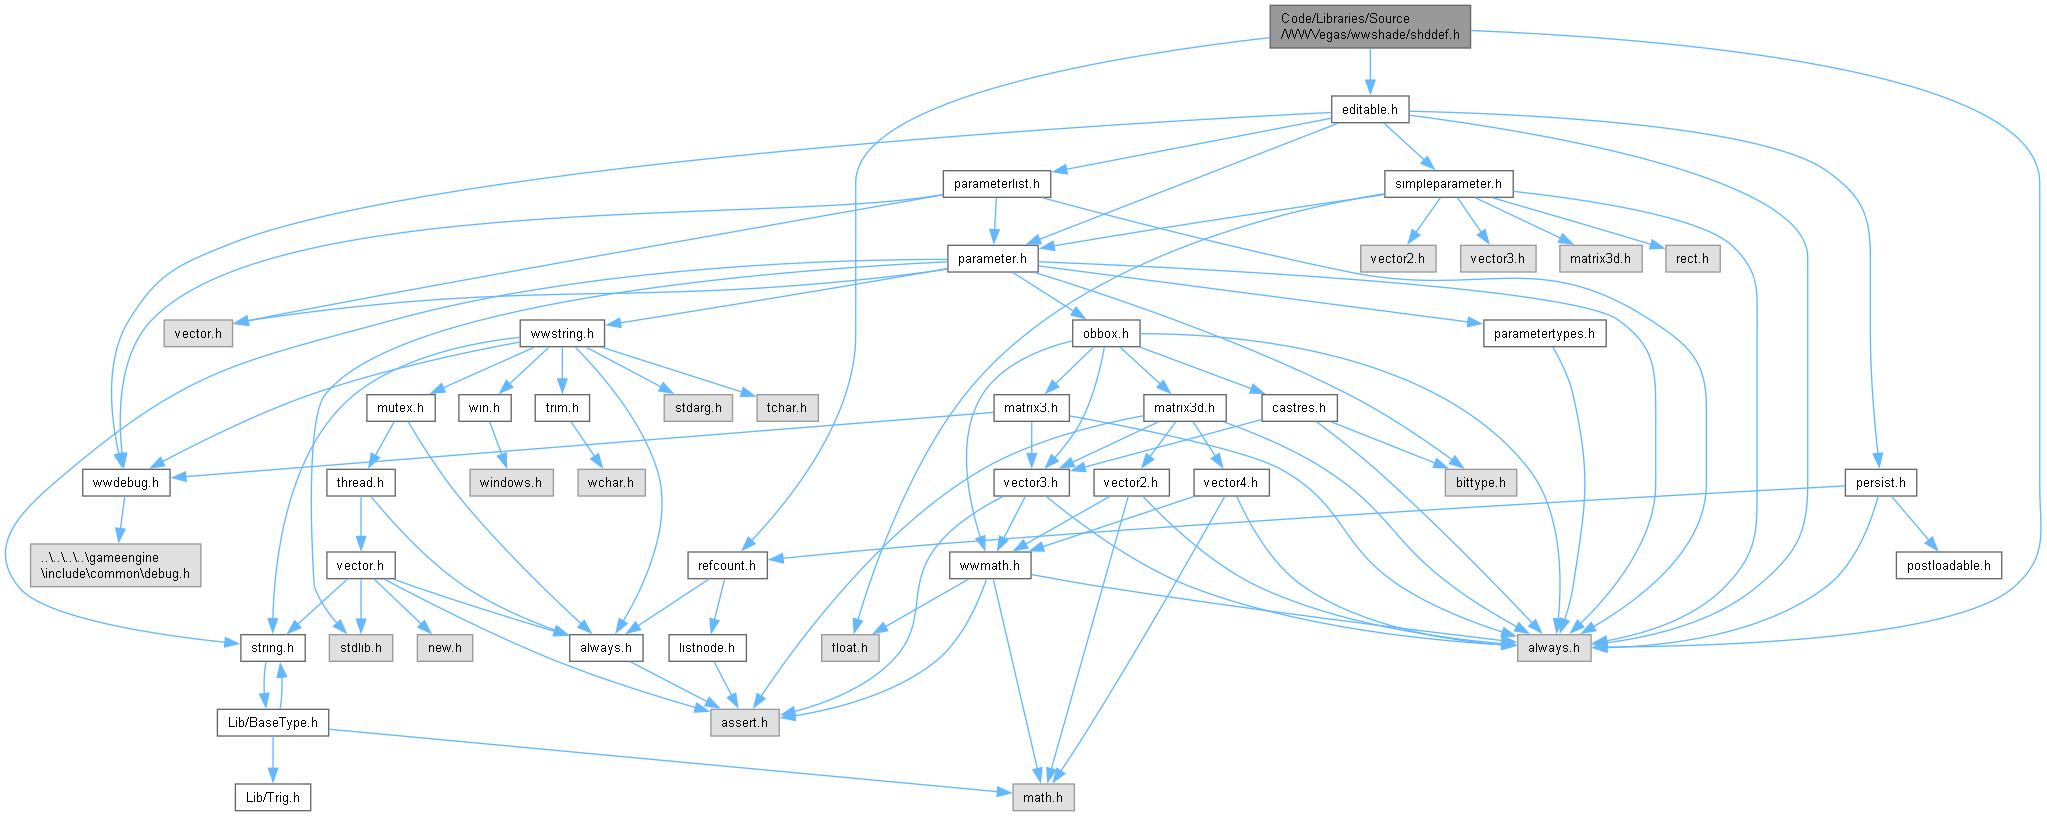 Code/Libraries/Source
/WWVegas/wwshade/shddef.h
editable.h
parameterlist.h
simpleparameter.h
parameter.h
vector2.h
vector3.h
matrix3d.h
rect.h
vector.h
wwstring.h
obbox.h
parametertypes.h
mutex.h
win.h
trim.h
stdarg.h
tchar.h
matrix3.h
matrix3d.h
castres.h
wwdebug.h
thread.h
windows.h
wchar.h
vector3.h
vector2.h
vector4.h
bittype.h
persist.h
..\..\..\..\gameengine
\include\common\debug.h
vector.h
refcount.h
wwmath.h
postloadable.h
string.h
stdlib.h
new.h
always.h
listnode.h
float.h
always.h
Lib/BaseType.h
assert.h
Lib/Trig.h
math.h